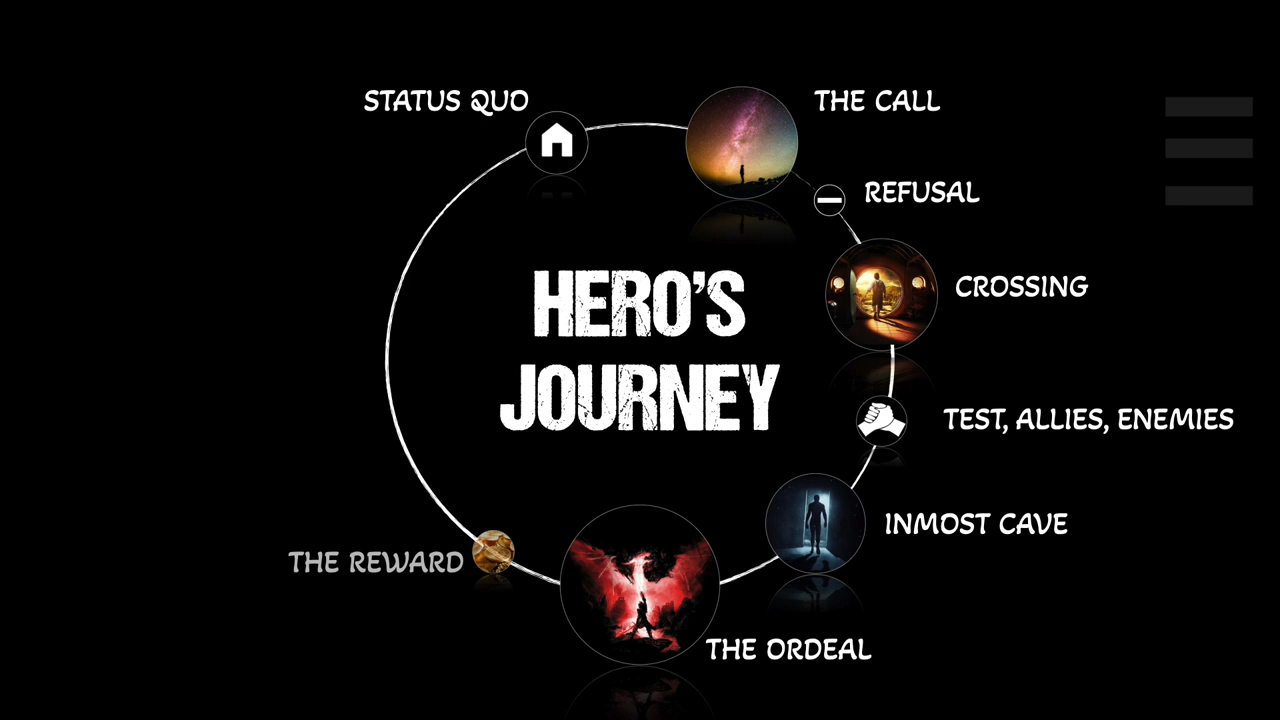 STATUS QUO
THE CALL
REFUSAL
CROSSING
HERO'S
JOURNEY
TEST, ALLIES, ENEMIES
INMOST CAVE
THE REWARD
THE ORDEAL